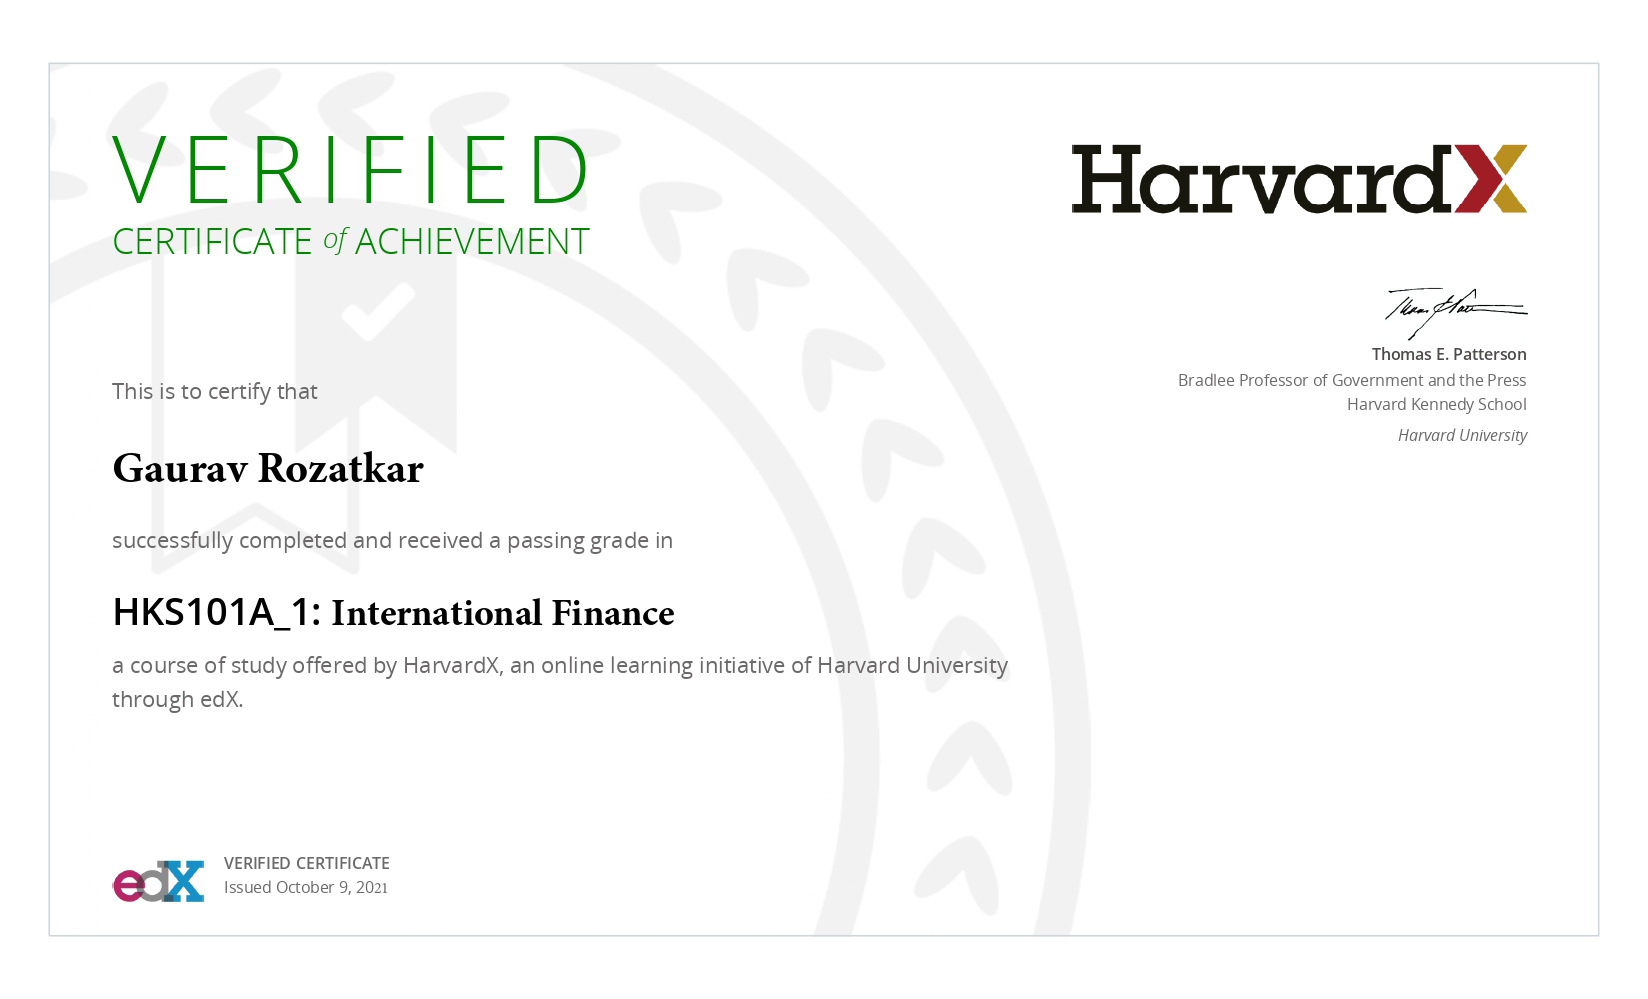 VERIFIED
CERTIFICATE of ACHIEVEMENT
This is to certify that
Gaurav Rozatkar
successfully completed and received a passing grade in
HKS101A_1: International Finance
a course of study offered by HarvardX, an online learning initiative of Harvard University
through edX.
edX
VERIFIED CERTIFICATE
Issued October 9, 2021
HarvardX
Thomas E. Patterson
Bradlee Professor of Government and the Press
Harvard Kennedy School
Harvard University